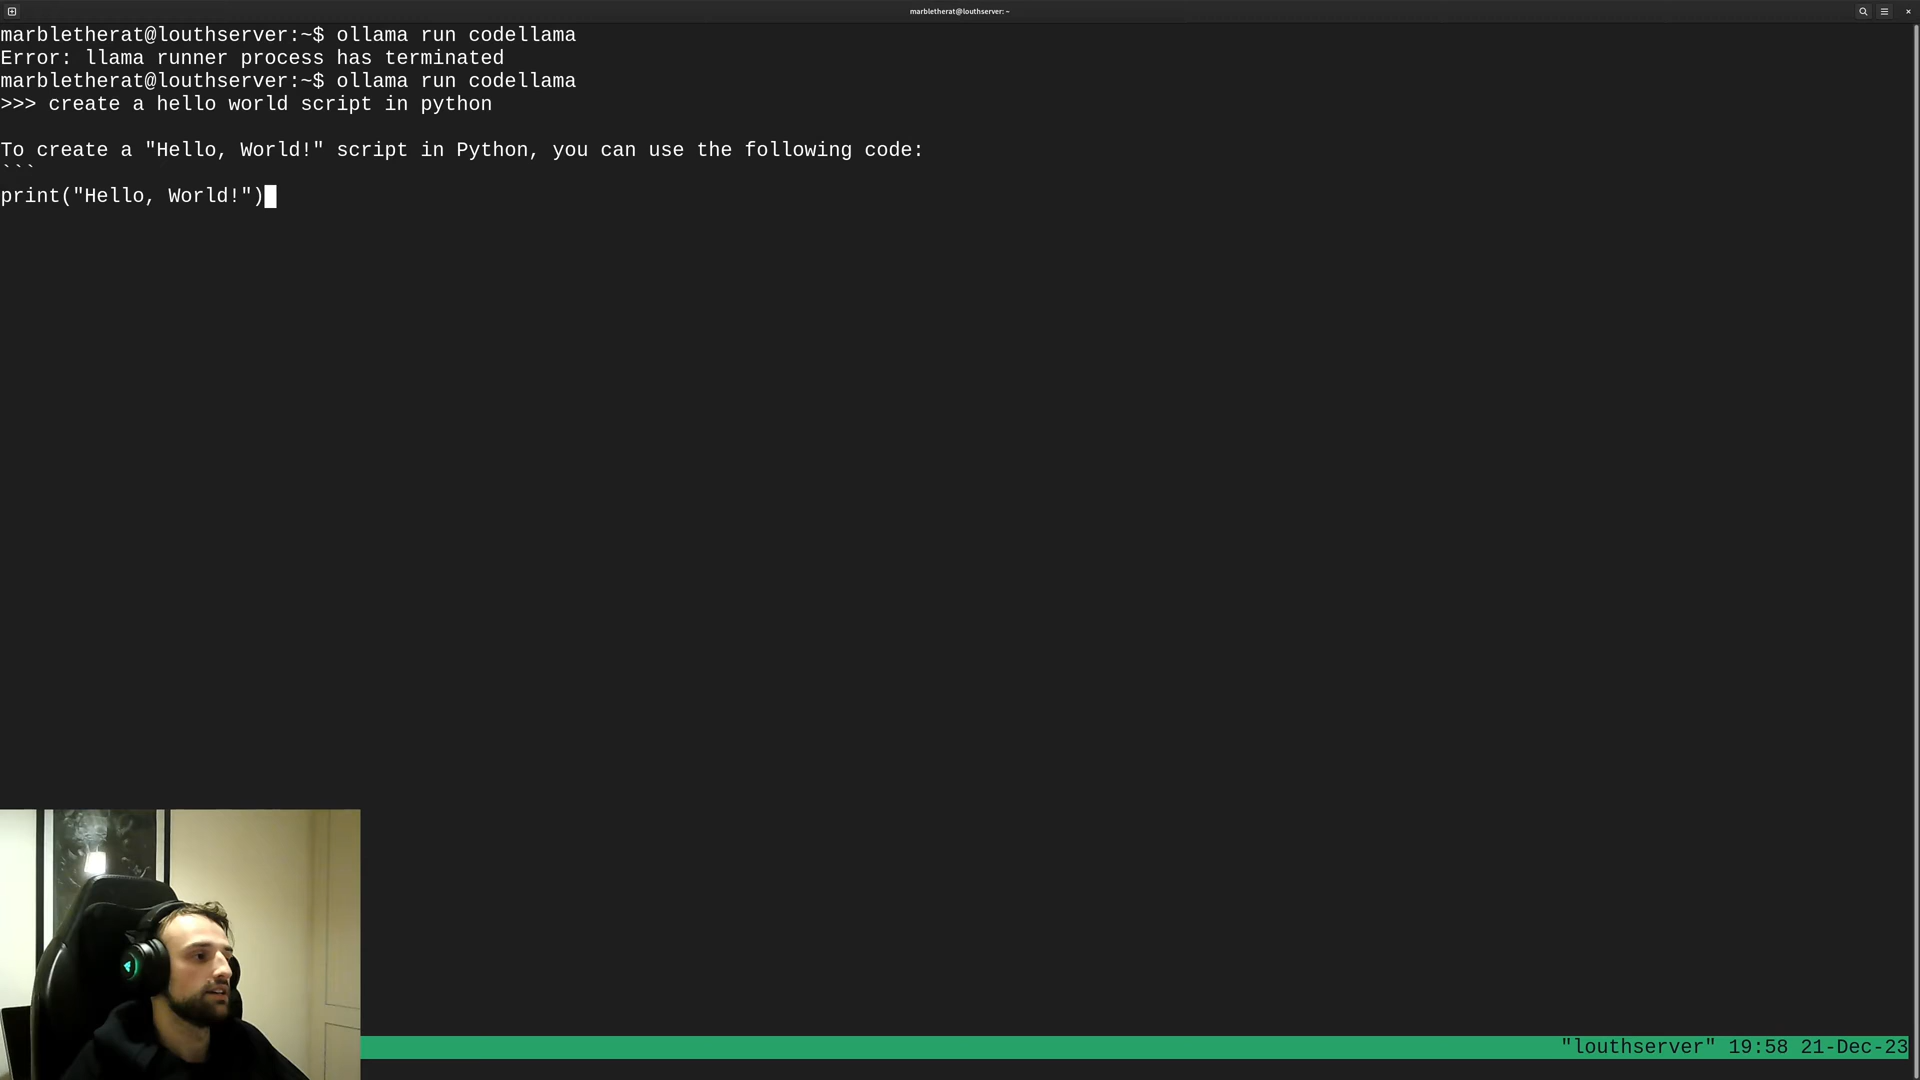 marbletherat@louthserver: ~
marbletherat@louthserver:~$ ollama run codellama
Error: llama runner process has terminated
marbletherat@louthserver:~$ ollama run codellama
>>> create a hello world script in python
To create a "Hello, World!" script in Python, you can use the following code:
```
print("Hello, World!")
"louthserver" 19:58 21-Dec-23